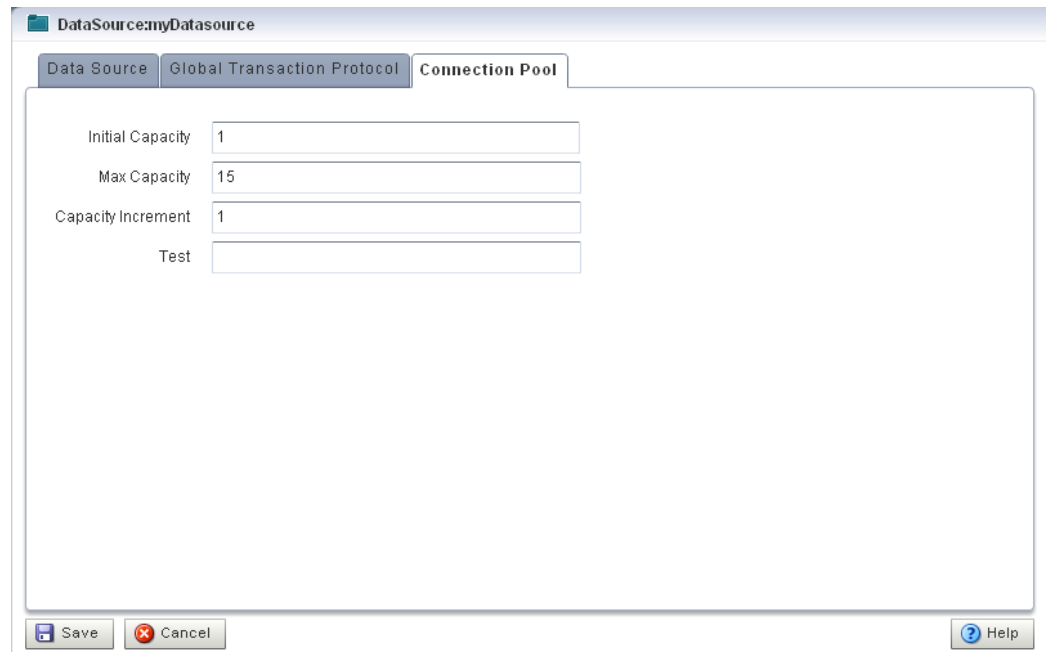 DataSource:myDatasource
Data Source Global Transaction Protocol Connection Pool
Initial Capacity 1
Max Capacity 15
Capacity Increment 1
Test
Save Cancel Help